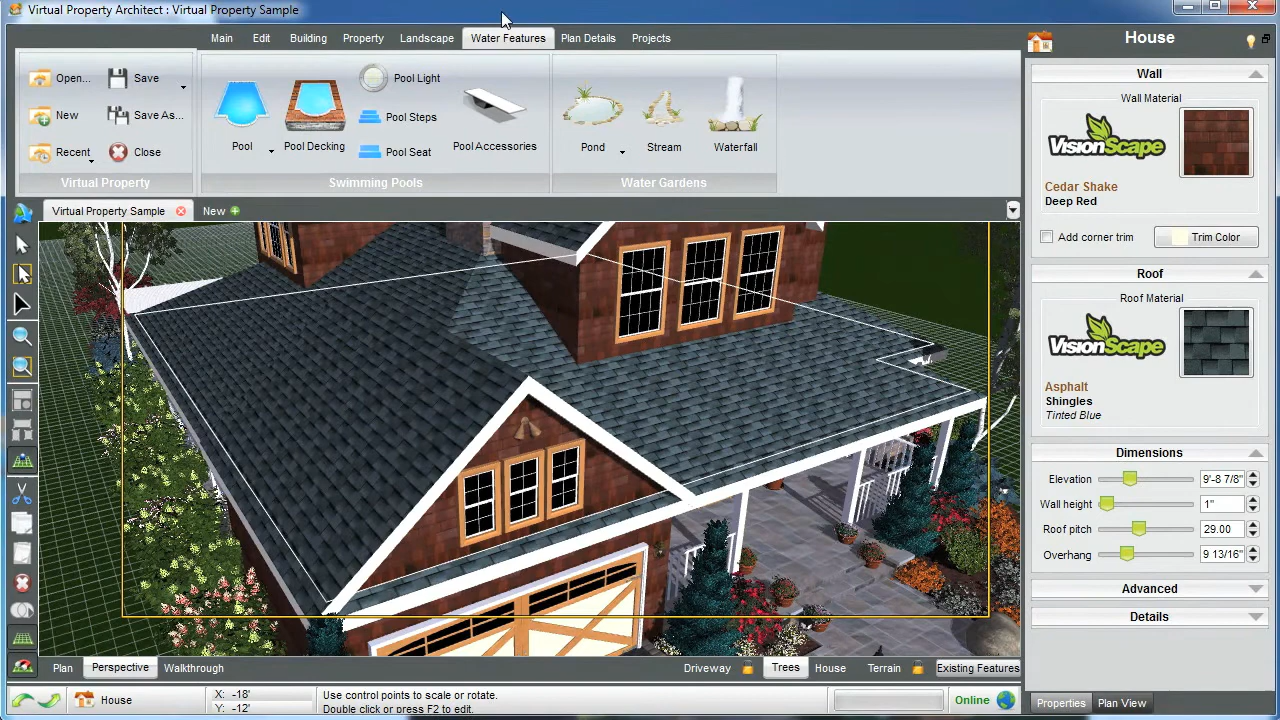 Virtual Property Architect : Virtual Property Sample
Main Edit Building Property Landscape Water Features Plan Details Projects
Open... Save
New Save As...
Recent Close
Virtual Property
Pool
Pool Decking
Pool Light
Pool Steps
Pool Seat
Pool Accessories
Swimming Pools
Pond
Stream
Waterfall
Water Gardens
Virtual Property Sample
New
House
Wall
Wall Material
VisionScape
Cedar Shake
Deep Red
Add corner trim
Trim Color
Roof
Roof Material
VisionScape
Asphalt
Shingles
Tinted Blue
Dimensions
Elevation 9'-8 7/8"
Wall height 1"
Roof pitch 29.00
Overhang 9 13/16"
Advanced
Details
Plan Perspective Walkthrough
Driveway Trees House Terrain Existing Features
House
X: -18'
Y: -12'
Use control points to scale or rotate.
Double click or press F2 to edit.
Online
Properties Plan View